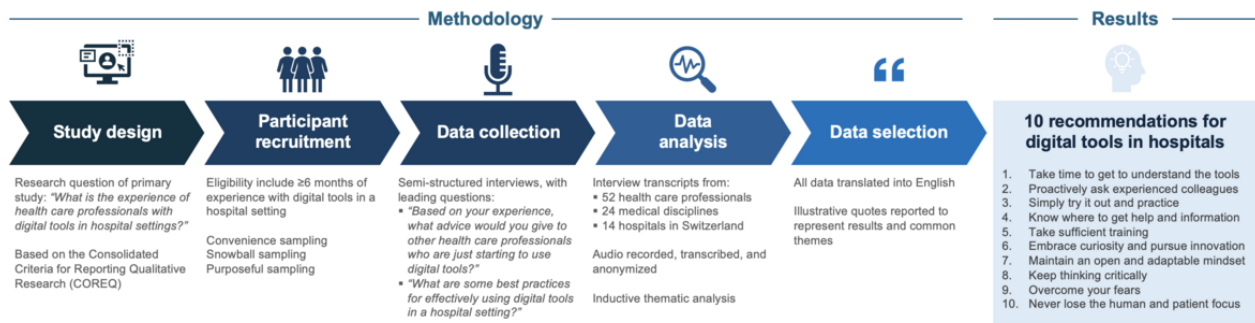 Methodology
Results
Study design
Participant
recruitment
Data collection
Data
analysis
Data selection
Research question of primary
study: “What is the experience of
health care professionals with
digital tools in hospital settings?”
Based on the Consolidated
Criteria for Reporting Qualitative
Research (COREQ)
Eligibility include ≥6 months of
experience with digital tools in a
hospital setting
Convenience sampling
Snowball sampling
Purposeful sampling
Semi-structured interviews, with
leading questions:
▪ “Based on your experience,
what advice would you give to
other health care professionals
who are just starting to use
digital tools?”
▪ “What are some best practices
for effectively using digital tools
in a hospital setting?”
Interview transcripts from:
▪ 52 health care professionals
▪ 24 medical disciplines
▪ 14 hospitals in Switzerland
Audio recorded, transcribed, and
anonymized
Inductive thematic analysis
All data translated into English
Illustrative quotes reported to
represent results and common
themes
10 recommendations for
digital tools in hospitals
1. Take time to get to understand the tools
2. Proactively ask experienced colleagues
3. Simply try it out and practice
4. Know where to get help and information
5. Take sufficient training
6. Embrace curiosity and pursue innovation
7. Maintain an open and adaptable mindset
8. Keep thinking critically
9. Overcome your fears
10. Never lose the human and patient focus